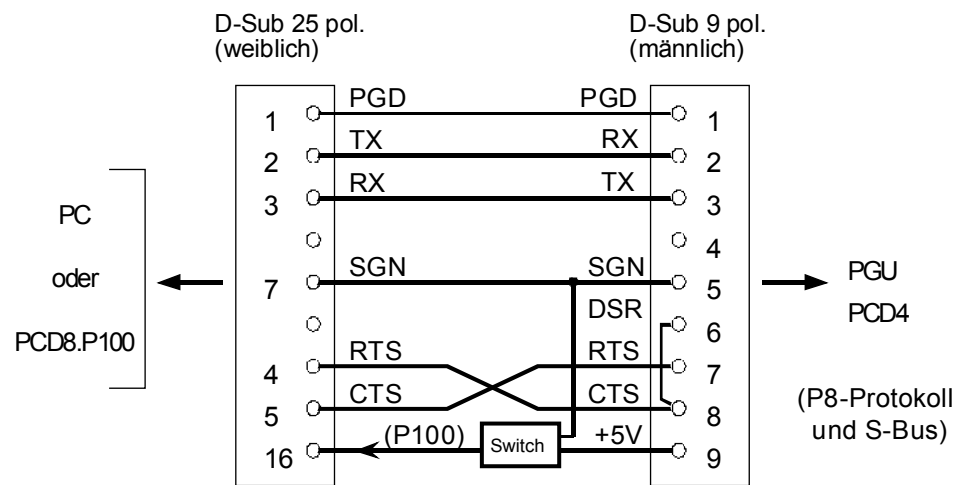 D-Sub 25 pol.
(weiblich)
D-Sub 9 pol.
(männlich)
1 PGD PGD 1
2 TX RX 2
3 RX TX 3
4
7 SGN SGN 5
DSR 6
4 RTS RTS 7
5 CTS CTS 8
16 (P100) Switch +5V 9
PC
oder
PCD8.P100
PGU
PCD4
(P8-Protokoll
und S-Bus)